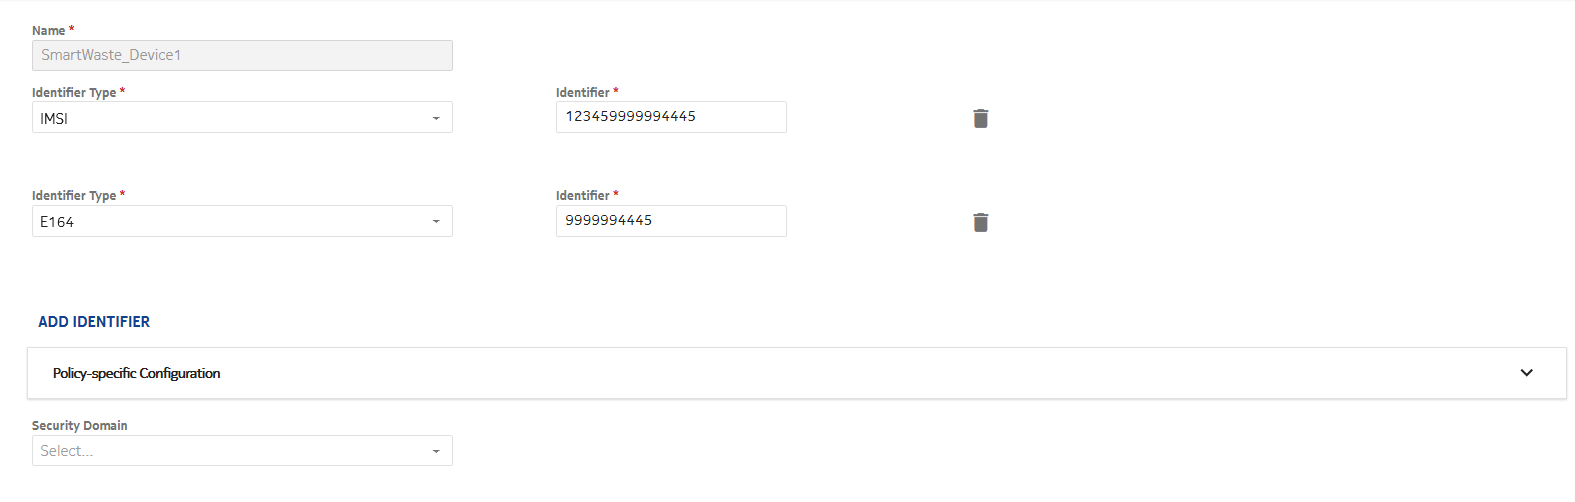 Name *
SmartWaste_Device1
Identifier Type * Identifier *
IMSI 123459999994445
Identifier Type * Identifier *
E164 9999994445
ADD IDENTIFIER
Policy-specific Configuration
Security Domain
Select...